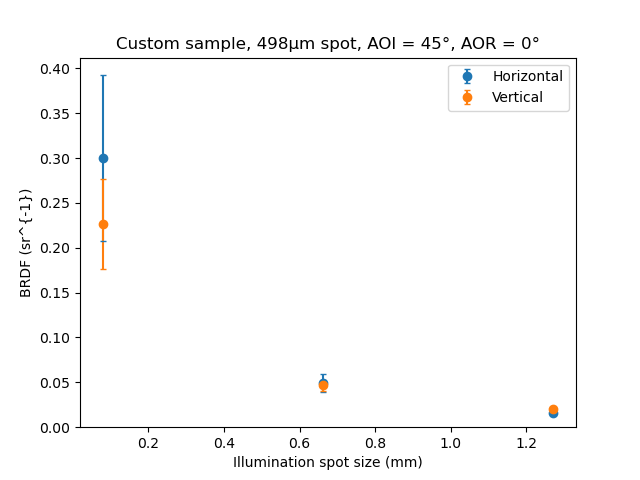 Custom sample, 498μm spot, AOI = 45°, AOR = 0°
Horizontal
Vertical
BRDF (sr^{-1})
0.40
0.35
0.30
0.25
0.20
0.15
0.10
0.05
0.00
0.2 0.4 0.6 0.8 1.0 1.2
Illumination spot size (mm)